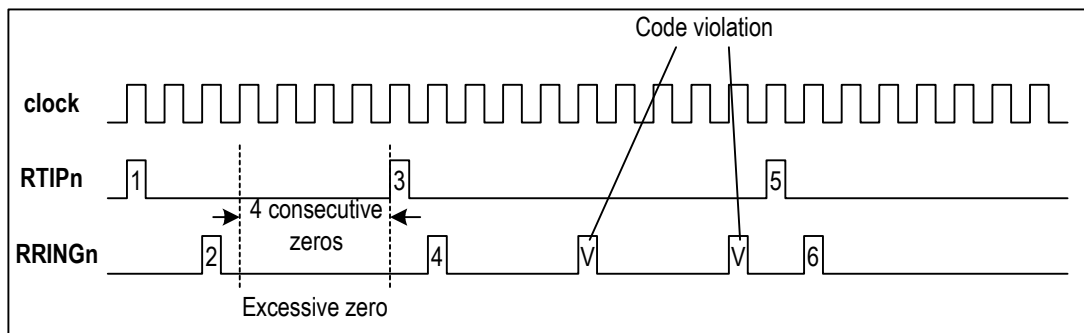 Code violation
clock
RTIPn
1
3
5
4 consecutive
zeros
RRINGn
2
4
V
V
6
Excessive zero